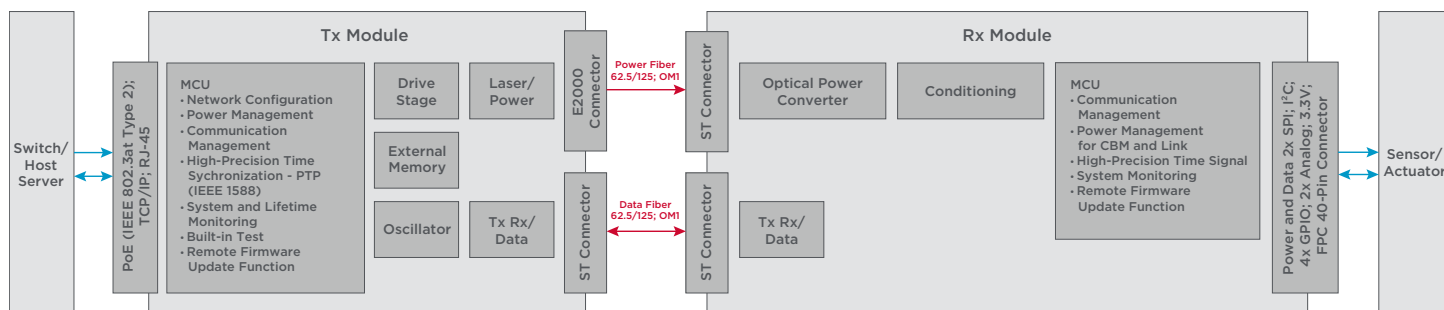 Switch/
Host
Server
PoE (IEEE 802.3at Type 2);
TCP/IP; RJ-45
Tx Module
MCU
• Network Configuration
• Power Management
• Communication
Management
• High-Precision Time
Sychronization - PTP
(IEEE 1588)
• System and Lifetime
Monitoring
• Built-in Test
• Remote Firmware
Update Function
Drive
Stage
Laser/
Power
External
Memory
Oscillator
Tx Rx/
Data
E2000
Connector
ST Connector
Power Fiber
62.5/125; OM1
Data Fiber
62.5/125; OM1
ST Connector
ST Connector
Rx Module
Optical Power
Converter
Conditioning
Tx Rx/
Data
MCU
• Communication
Management
• Power Management
for CBM and Link
• High-Precision Time Signal
• System Monitoring
• Remote Firmware
Update Function
Power and Data 2x SPI; I²C;
4x GPIO; 2x Analog; 3.3V;
FPC 40-Pin Connector
Sensor/
Actuator